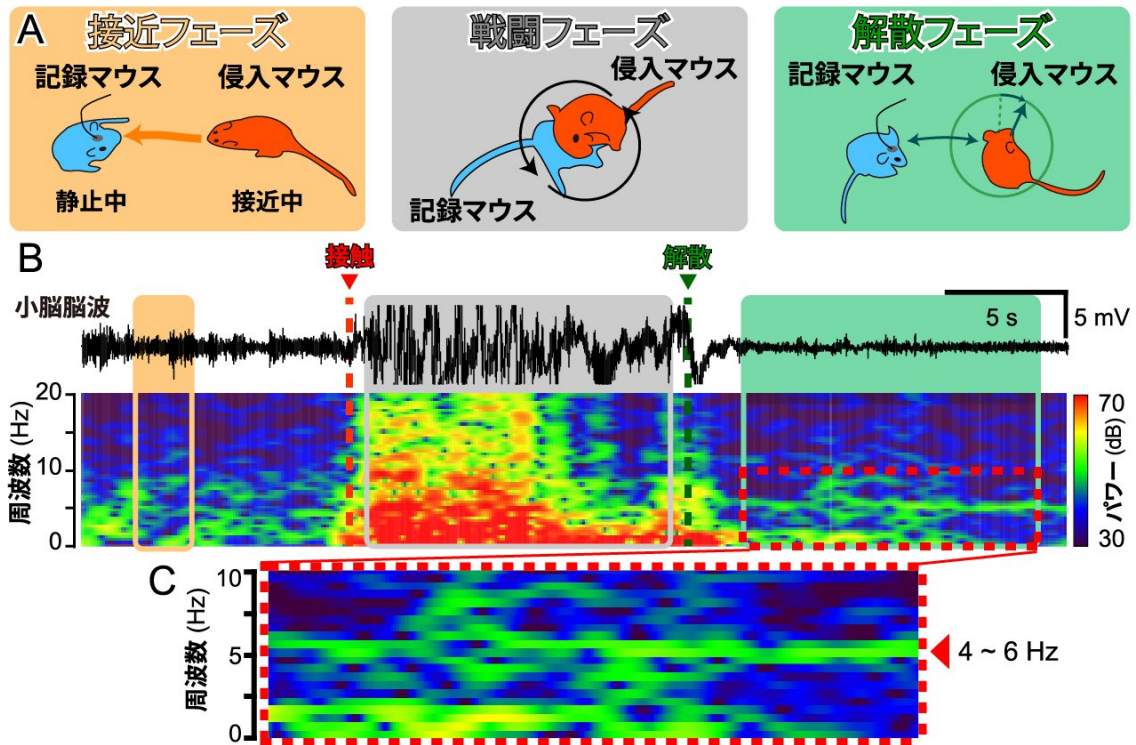 A
接近フェーズ
記録マウス
侵入マウス
静止中
接近中
戦闘フェーズ
侵入マウス
記録マウス
解散フェーズ
記録マウス
侵入マウス
B
接触
解散
小脳脳波
5 s
5 mV
周波数 (Hz)
20
10
0
70
30
パワー (dB)
C
周波数 (Hz)
10
5
0
4 ~ 6 Hz